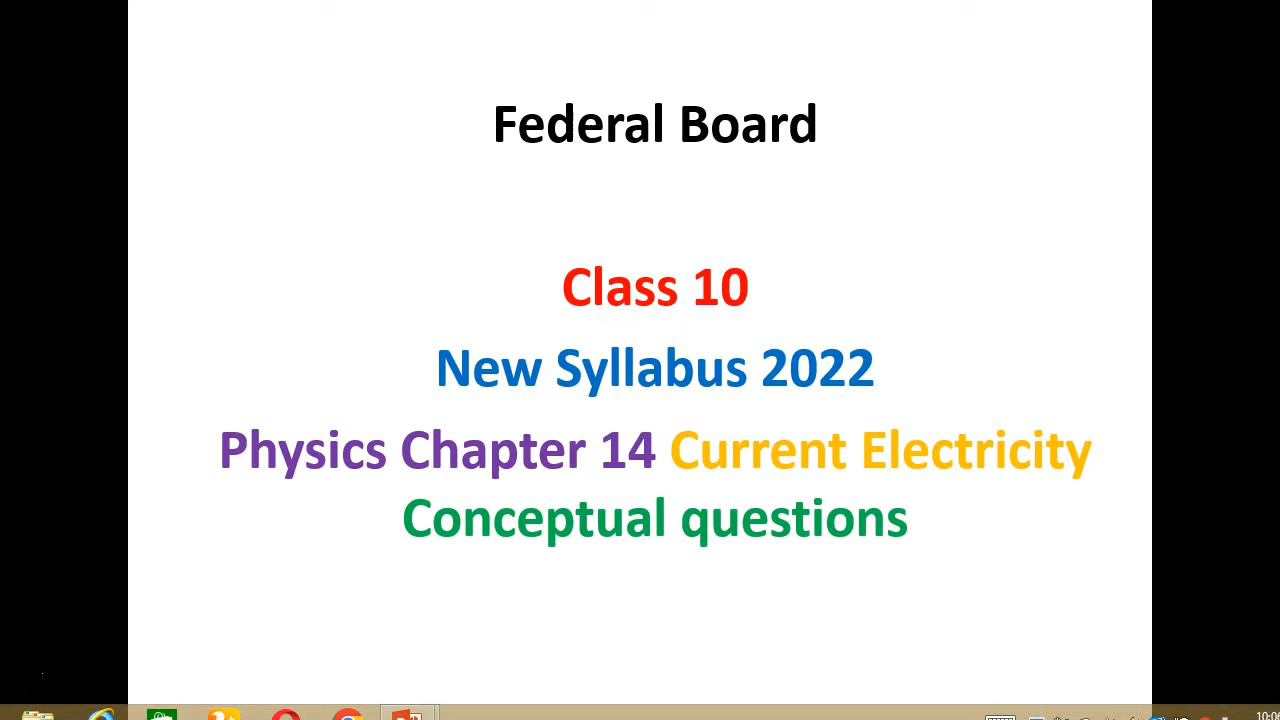 Federal Board
Class 10
New Syllabus 2022
Physics Chapter 14 Current Electricity
Conceptual questions